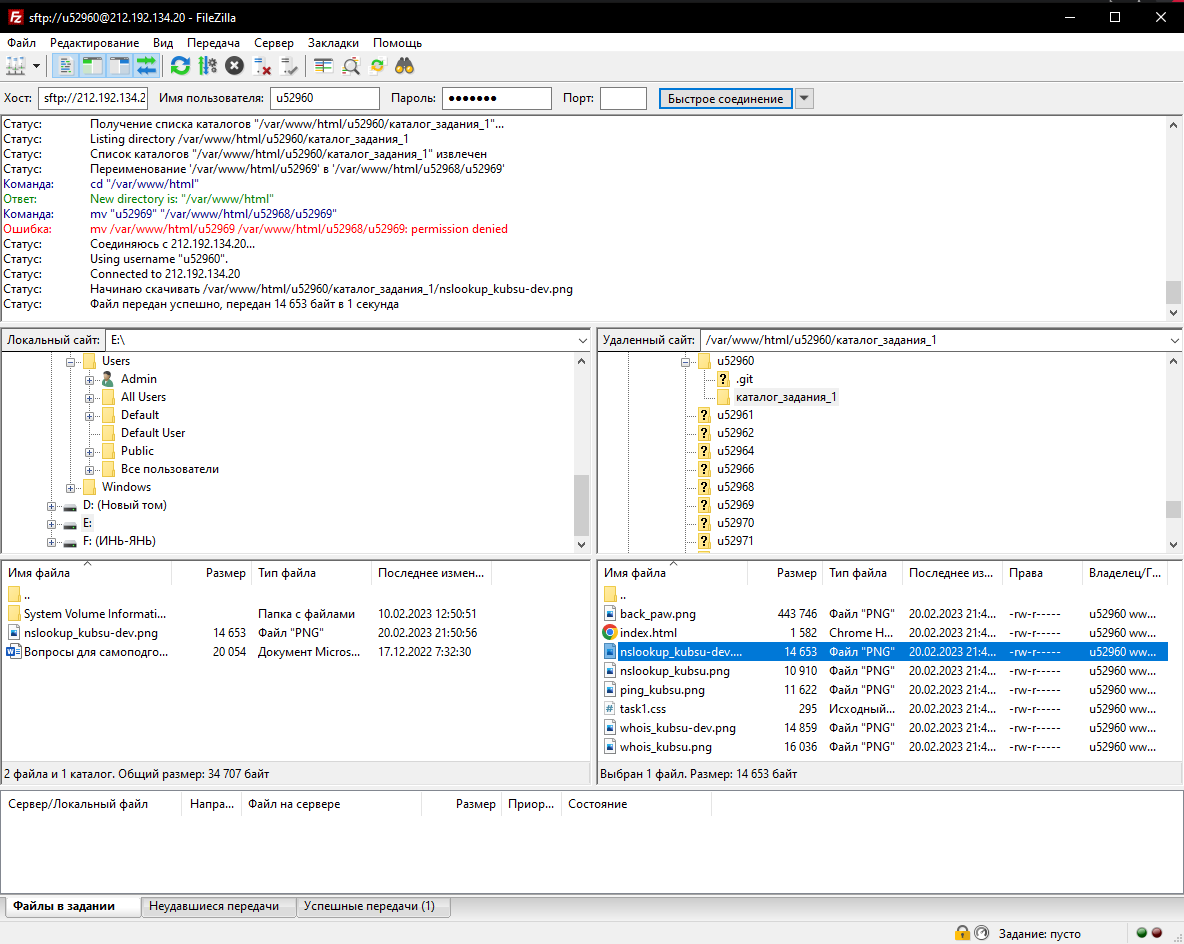 sftp://u52960@212.192.134.20 - FileZilla
Файл Редактирование Вид Передача Сервер Закладки Помощь
Хост: sftp://212.192.134.2 Имя пользователя: u52960 Пароль: ●●●●●●● Порт: Быстрое соединение
Статус: Получение списка каталогов "/var/www/html/u52960/каталог_задания_1"...
Статус: Listing directory /var/www/html/u52960/каталог_задания_1
Статус: Список каталогов "/var/www/html/u52960/каталог_задания_1" извлечен
Статус: Переименование '/var/www/html/u52969' в '/var/www/html/u52968/u52969'
Команда: cd "/var/www/html"
Ответ: New directory is: "/var/www/html"
Команда: mv "u52969" "/var/www/html/u52968/u52969"
Ошибка: mv /var/www/html/u52969 /var/www/html/u52968/u52969: permission denied
Статус: Соединяюсь с 212.192.134.20...
Статус: Using username "u52960".
Статус: Connected to 212.192.134.20
Статус: Начинаю скачивать /var/www/html/u52960/каталог_задания_1/nslookup_kubsu-dev.png
Статус: Файл передан успешно, передан 14 653 байт в 1 секунда
Локальный сайт: E:\
Users
Admin
All Users
Default
Default User
Public
Все пользователи
Windows
D: (Новый том)
E:
F: (ИНЬ-ЯНЬ)
Удаленный сайт: /var/www/html/u52960/каталог_задания_1
u52960
? .git
каталог_задания_1
? u52961
? u52962
? u52964
? u52966
? u52968
? u52969
? u52970
? u52971
Имя файла Размер Тип файла Последнее измен...
..
System Volume Informati... Папка с файлами 10.02.2023 12:50:51
nslookup_kubsu-dev.png 14 653 Файл "PNG" 20.02.2023 21:50:56
Вопросы для самоподго... 20 054 Документ Micros... 17.12.2022 7:32:30
2 файла и 1 каталог. Общий размер: 34 707 байт
Имя файла Размер Тип файла Последнее из... Права Владелец/Г...
..
back_paw.png 443 746 Файл "PNG" 20.02.2023 21:4... -rw-r----- u52960 ww...
index.html 1 582 Chrome H... 20.02.2023 21:4... -rw-r----- u52960 ww...
nslookup_kubsu-dev.... 14 653 Файл "PNG" 20.02.2023 21:4... -rw-r----- u52960 ww...
nslookup_kubsu.png 10 910 Файл "PNG" 20.02.2023 21:4... -rw-r----- u52960 ww...
ping_kubsu.png 11 622 Файл "PNG" 20.02.2023 21:4... -rw-r----- u52960 ww...
task1.css 295 Исходный... 20.02.2023 21:4... -rw-r----- u52960 ww...
whois_kubsu-dev.png 14 859 Файл "PNG" 20.02.2023 21:4... -rw-r----- u52960 ww...
whois_kubsu.png 16 036 Файл "PNG" 20.02.2023 21:4... -rw-r----- u52960 ww...
Выбран 1 файл. Размер: 14 653 байт
Сервер/Локальный файл Напра... Файл на сервере Размер Приор... Состояние
Файлы в задании Неудавшиеся передачи Успешные передачи (1)
Задание: пусто